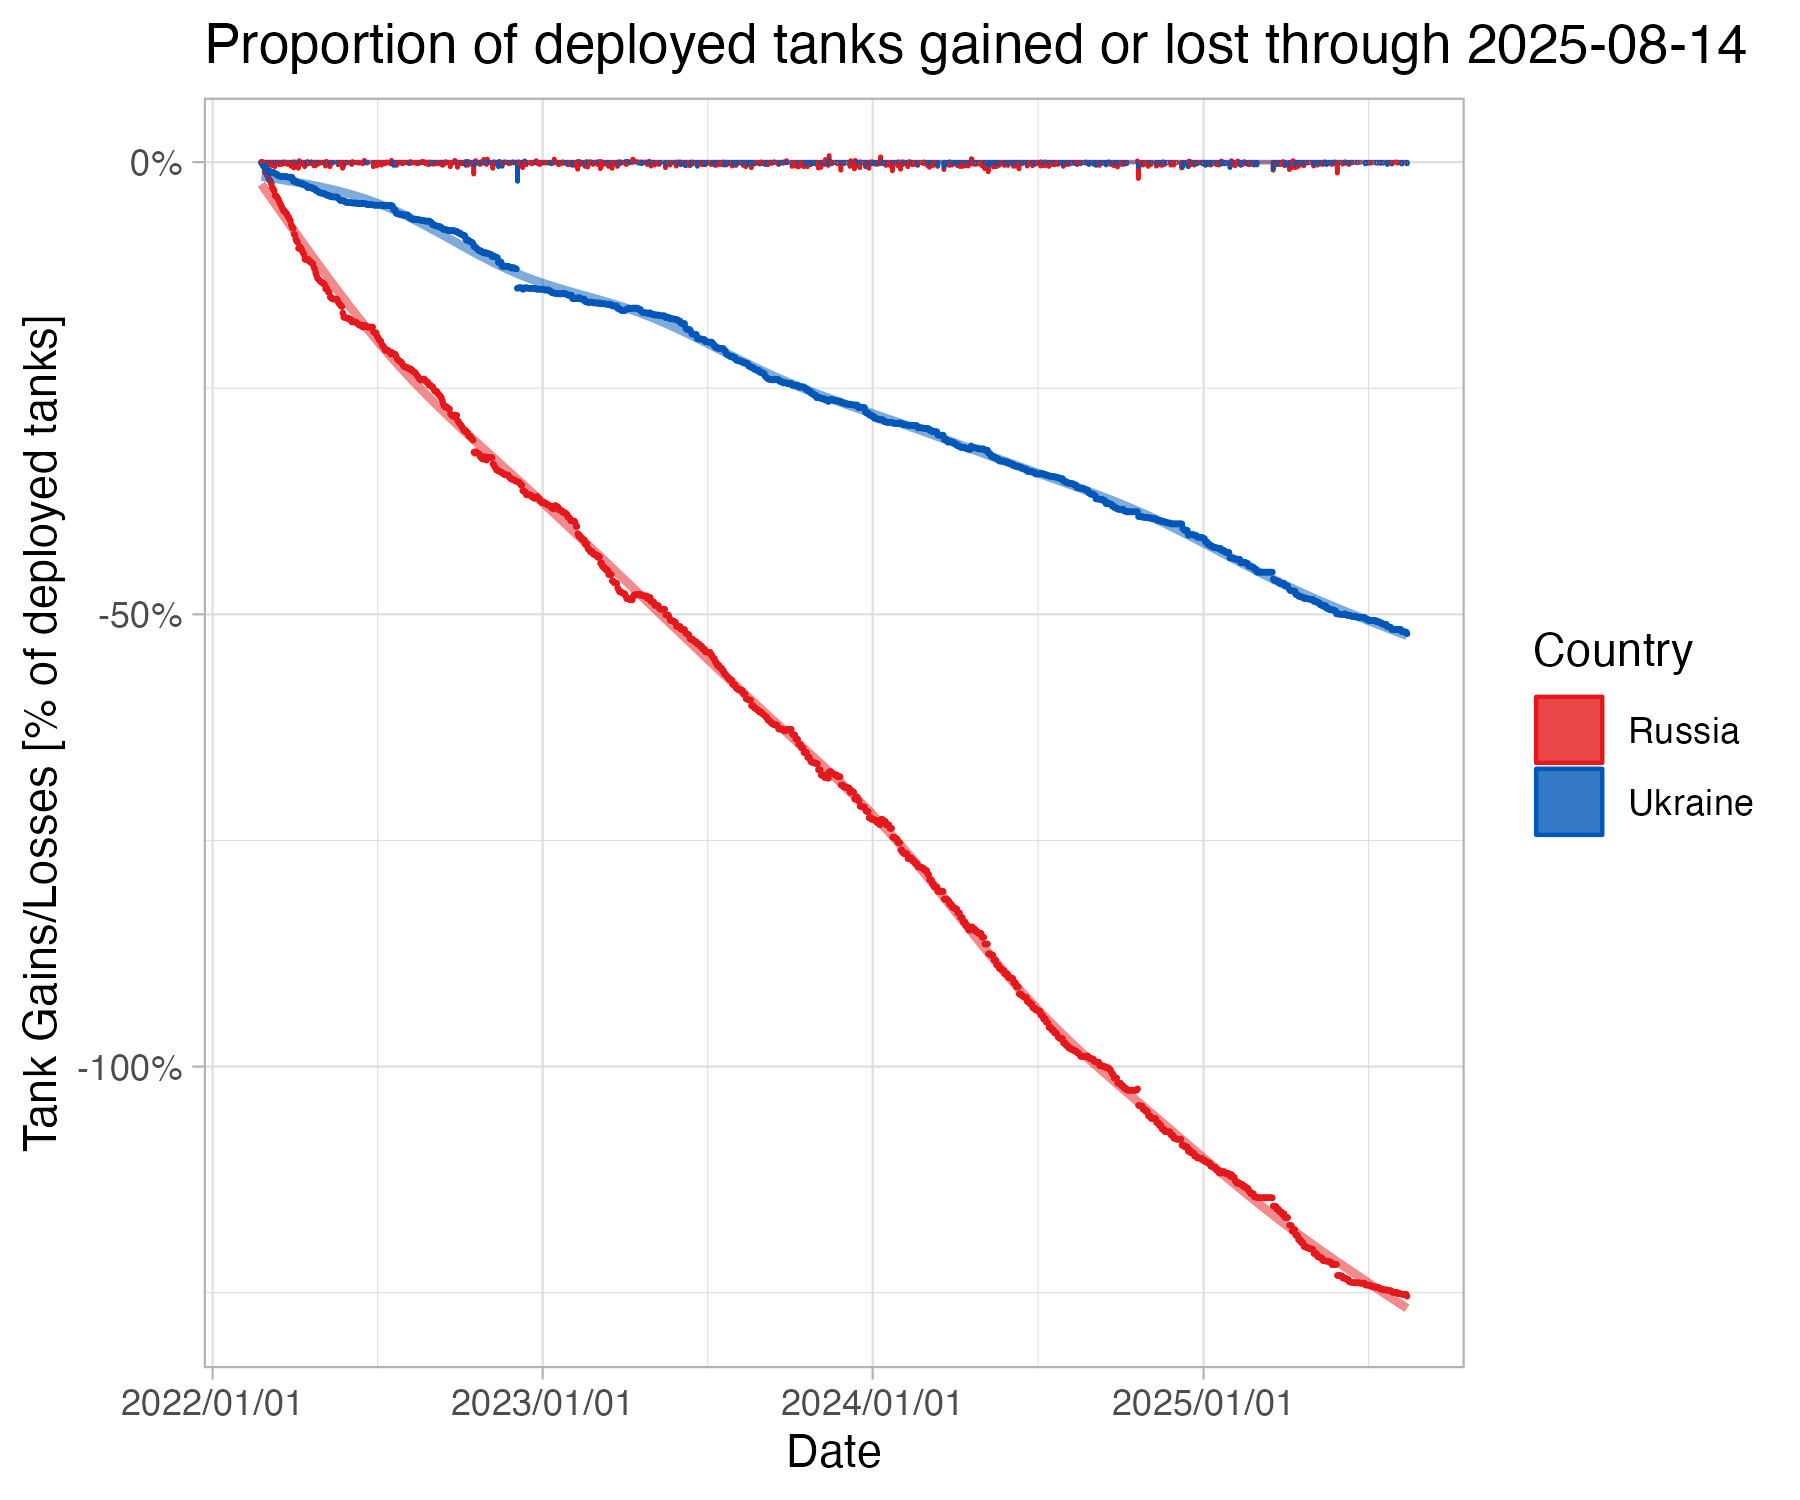 Proportion of deployed tanks gained or lost through 2025-08-14
Tank Gains/Losses [% of deployed tanks]
0%
-50%
-100%
2022/01/01
2023/01/01
2024/01/01
2025/01/01
Date
Country
Russia
Ukraine